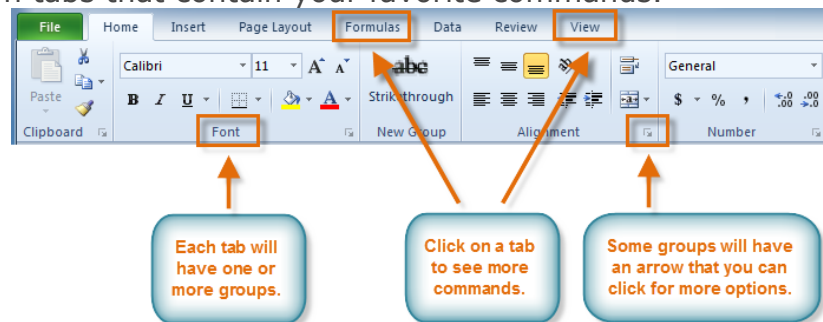 n tabs that contain your favorite commands.
File Home Insert Page Layout Formulas Data Review View
Calibri 11 A A abc General
Paste B I U A Strikethrough $ % , .0 .00 .00 .0
Clipboard Font New Group Alignment Number
Each tab will
have one or
more groups.
Click on a tab
to see more
commands.
Some groups will have
an arrow that you can
click for more options.